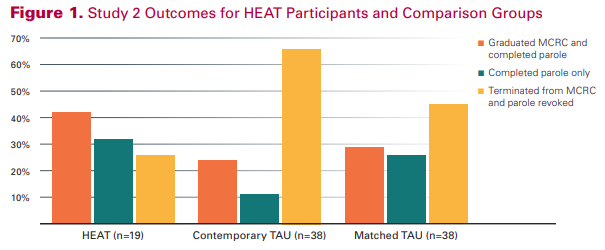 Figure 1. Study 2 Outcomes for HEAT Participants and Comparison Groups
70%
60%
50%
40%
30%
20%
10%
Graduated MCRC and
completed parole
Completed parole only
Terminated from MCRC
and parole revoked
HEAT (n=19)
Contemporary TAU (n=38)
Matched TAU (n=38)